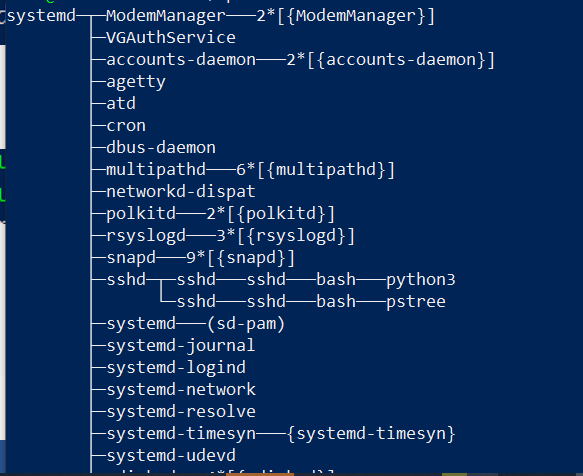 systemd─┬─ModemManager───2*[{ModemManager}]
        ├─VGAuthService
        ├─accounts-daemon───2*[{accounts-daemon}]
        ├─agetty
        ├─atd
        ├─cron
        ├─dbus-daemon
        ├─multipathd───6*[{multipathd}]
        ├─networkd-dispat
        ├─polkitd───2*[{polkitd}]
        ├─rsyslogd───3*[{rsyslogd}]
        ├─snapd───9*[{snapd}]
        ├─sshd─┬─sshd───sshd───bash───python3
        │      └─sshd───sshd───bash───pstree
        ├─systemd───(sd-pam)
        ├─systemd-journal
        ├─systemd-logind
        ├─systemd-network
        ├─systemd-resolve
        ├─systemd-timesyn───{systemd-timesyn}
        ├─systemd-udevd